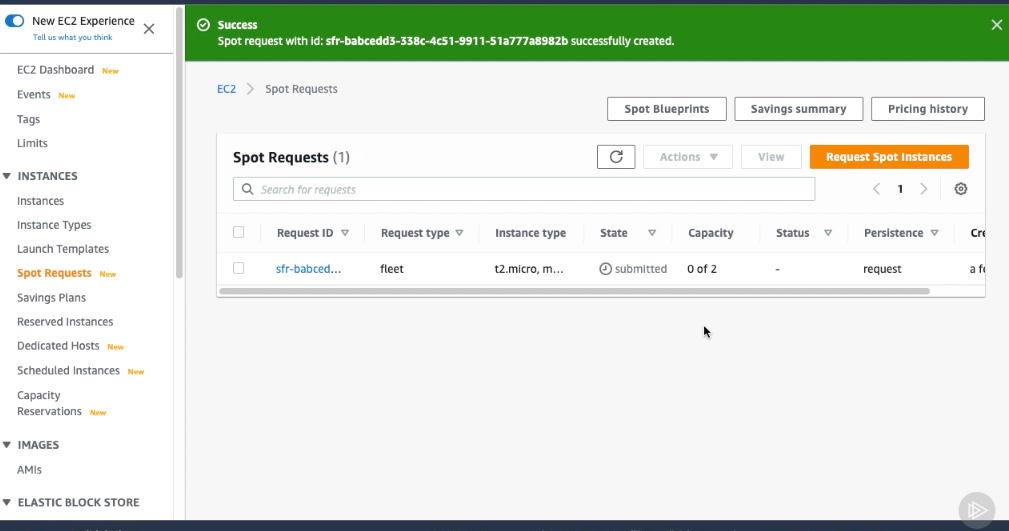 New EC2 Experience
Tell us what you think
EC2 Dashboard New
Events New
Tags
Limits
INSTANCES
Instances
Instance Types
Launch Templates
Spot Requests New
Savings Plans
Reserved Instances
Dedicated Hosts New
Scheduled Instances New
Capacity
Reservations New
IMAGES
AMIs
ELASTIC BLOCK STORE
Success
Spot request with id: sfr-babcedd3-338c-4c51-9911-51a777a8982b successfully created.
EC2 > Spot Requests
Spot Blueprints Savings summary Pricing history
Spot Requests (1) Actions View Request Spot Instances
Search for requests 1
Request ID Request type Instance type State Capacity Status Persistence Cre
sfr-babced... fleet t2.micro, m... submitted 0 of 2 - request a fe